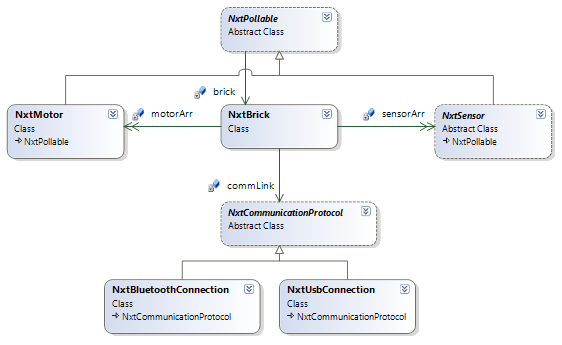 NxtPollable
Abstract Class
brick
NxtMotor
Class
NxtPollable
motorArr
NxtBrick
Class
sensorArr
NxtSensor
Abstract Class
NxtPollable
commLink
NxtCommunicationProtocol
Abstract Class
NxtBluetoothConnection
Class
NxtCommunicationProtocol
NxtUsbConnection
Class
NxtCommunicationProtocol